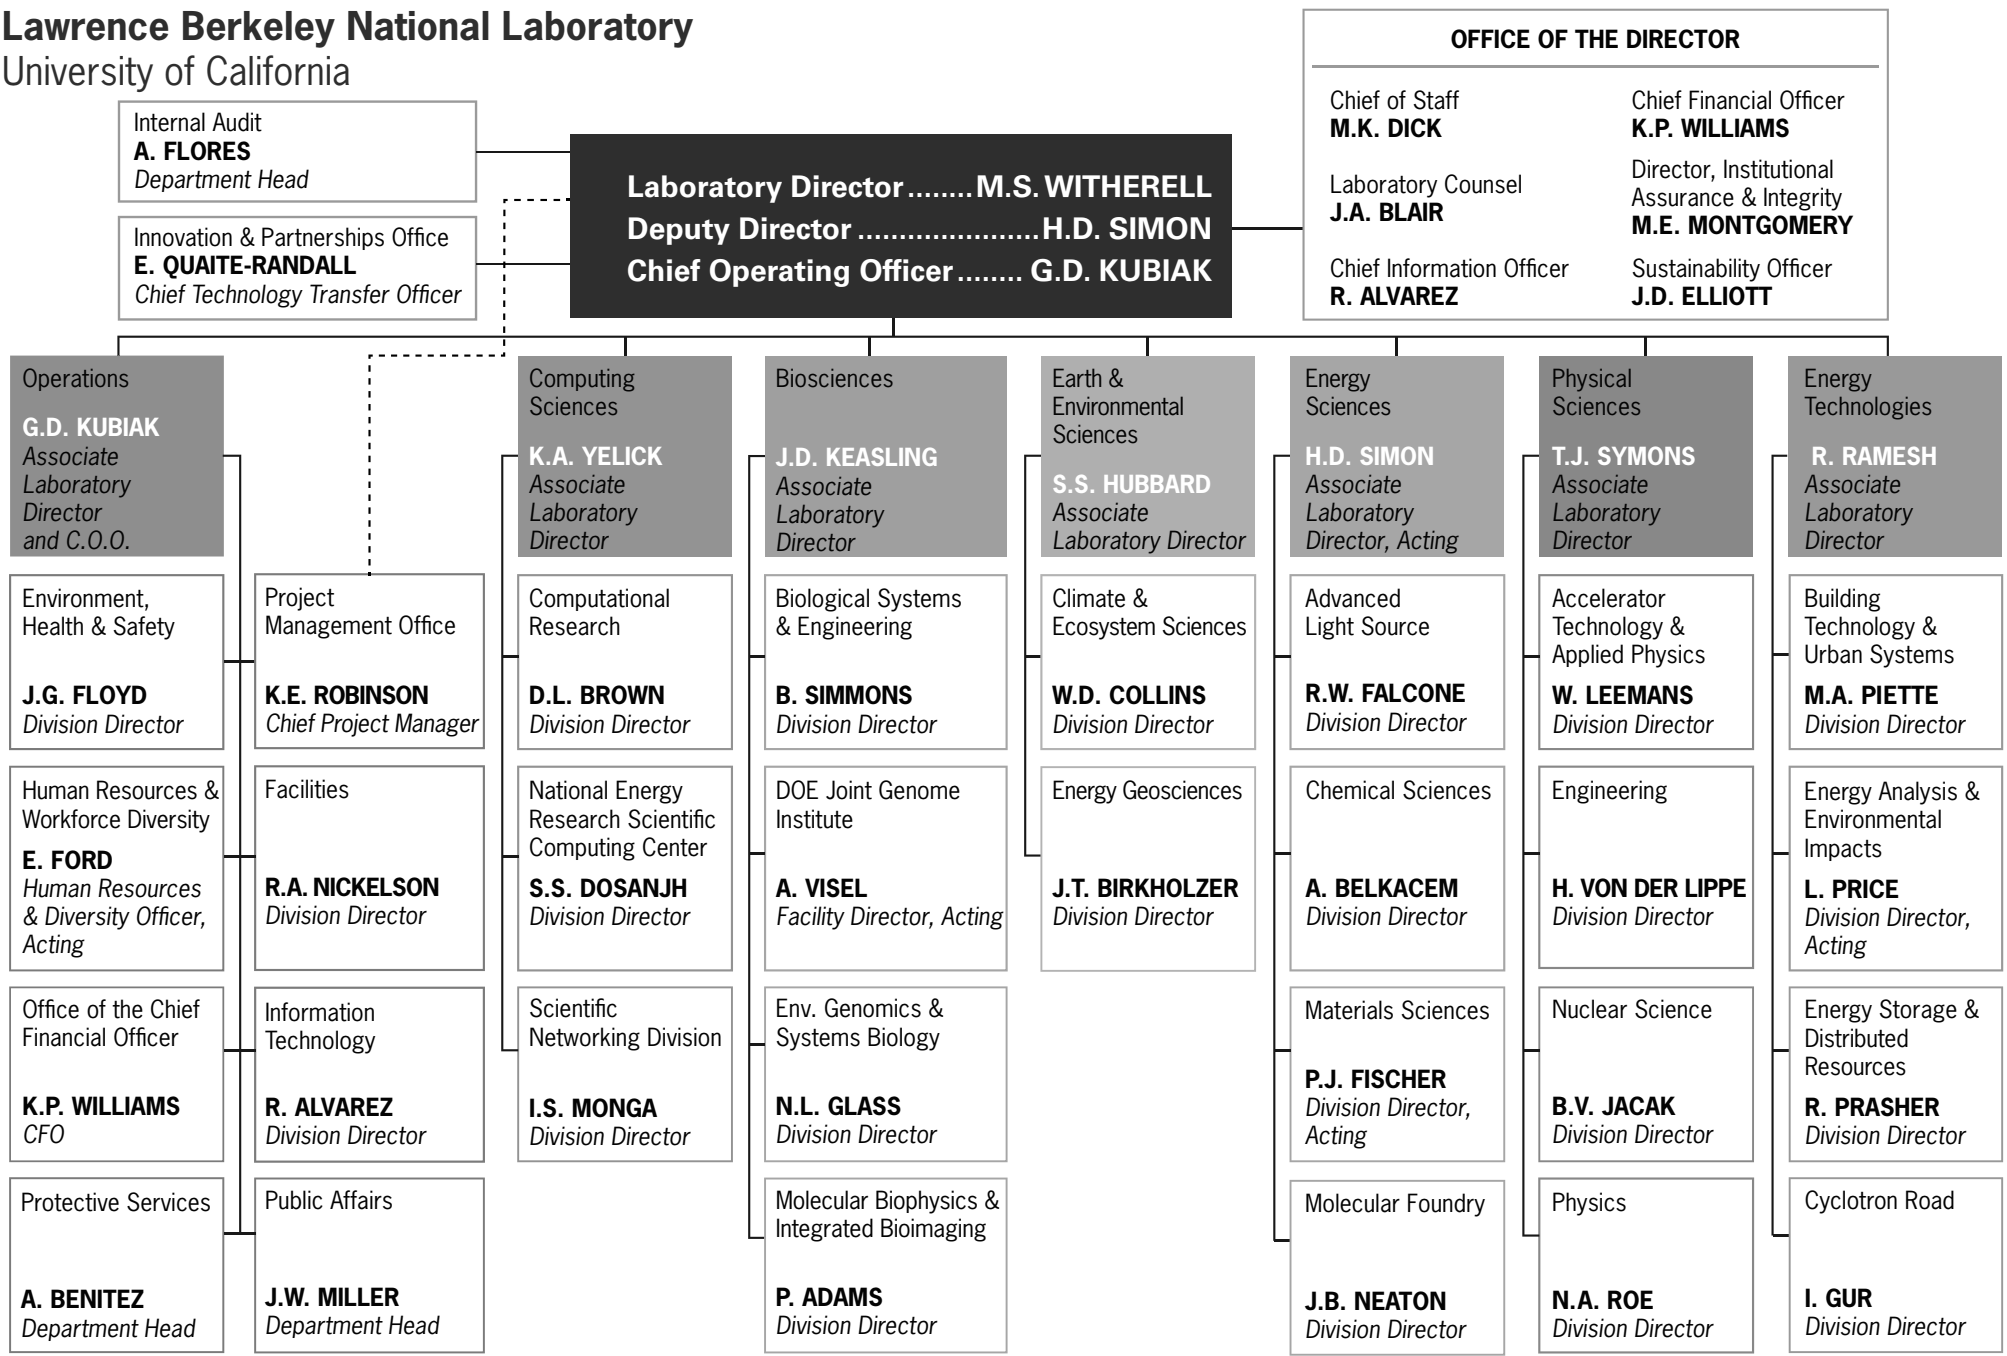 Lawrence Berkeley National Laboratory
University of California
Internal Audit
A. FLORES
Department Head
Innovation & Partnerships Office
E. QUAITE-RANDALL
Chief Technology Transfer Officer
Laboratory Director ........ M.S. WITHERELL
Deputy Director ...................... H.D. SIMON
Chief Operating Officer ........ G.D. KUBIAK
OFFICE OF THE DIRECTOR
Chief of Staff
M.K. DICK
Laboratory Counsel
J.A. BLAIR
Chief Information Officer
R. ALVAREZ
Chief Financial Officer
K.P. WILLIAMS
Director, Institutional
Assurance & Integrity
M.E. MONTGOMERY
Sustainability Officer
J.D. ELLIOTT
Operations
G.D. KUBIAK
Associate
Laboratory
Director
and C.O.O.
Environment,
Health & Safety
J.G. FLOYD
Division Director
Human Resources &
Workforce Diversity
E. FORD
Human Resources
& Diversity Officer,
Acting
Office of the Chief
Financial Officer
K.P. WILLIAMS
CFO
Protective Services
A. BENITEZ
Department Head
Project
Management Office
K.E. ROBINSON
Chief Project Manager
Facilities
R.A. NICKELSON
Division Director
Information
Technology
R. ALVAREZ
Division Director
Public Affairs
J.W. MILLER
Department Head
Computing
Sciences
K.A. YELICK
Associate
Laboratory
Director
Computational
Research
D.L. BROWN
Division Director
National Energy
Research Scientific
Computing Center
S.S. DOSANJH
Division Director
Scientific
Networking Division
I.S. MONGA
Division Director
Biosciences
J.D. KEASLING
Associate
Laboratory
Director
Biological Systems
& Engineering
B. SIMMONS
Division Director
DOE Joint Genome
Institute
A. VISEL
Facility Director, Acting
Env. Genomics &
Systems Biology
N.L. GLASS
Division Director
Molecular Biophysics &
Integrated Bioimaging
P. ADAMS
Division Director
Earth &
Environmental
Sciences
S.S. HUBBARD
Associate
Laboratory Director
Climate &
Ecosystem Sciences
W.D. COLLINS
Division Director
Energy Geosciences
J.T. BIRKHOLZER
Division Director
Energy
Sciences
H.D. SIMON
Associate
Laboratory
Director, Acting
Advanced
Light Source
R.W. FALCONE
Division Director
Chemical Sciences
A. BELKACEM
Division Director
Materials Sciences
P.J. FISCHER
Division Director,
Acting
Molecular Foundry
J.B. NEATON
Division Director
Physical
Sciences
T.J. SYMONS
Associate
Laboratory
Director
Accelerator
Technology &
Applied Physics
W. LEEMANS
Division Director
Engineering
H. VON DER LIPPE
Division Director
Nuclear Science
B.V. JACAK
Division Director
Physics
N.A. ROE
Division Director
Energy
Technologies
R. RAMESH
Associate
Laboratory
Director
Building
Technology &
Urban Systems
M.A. PIETTE
Division Director
Energy Analysis &
Environmental
Impacts
L. PRICE
Division Director,
Acting
Energy Storage &
Distributed
Resources
R. PRASHER
Division Director
Cyclotron Road
I. GUR
Division Director